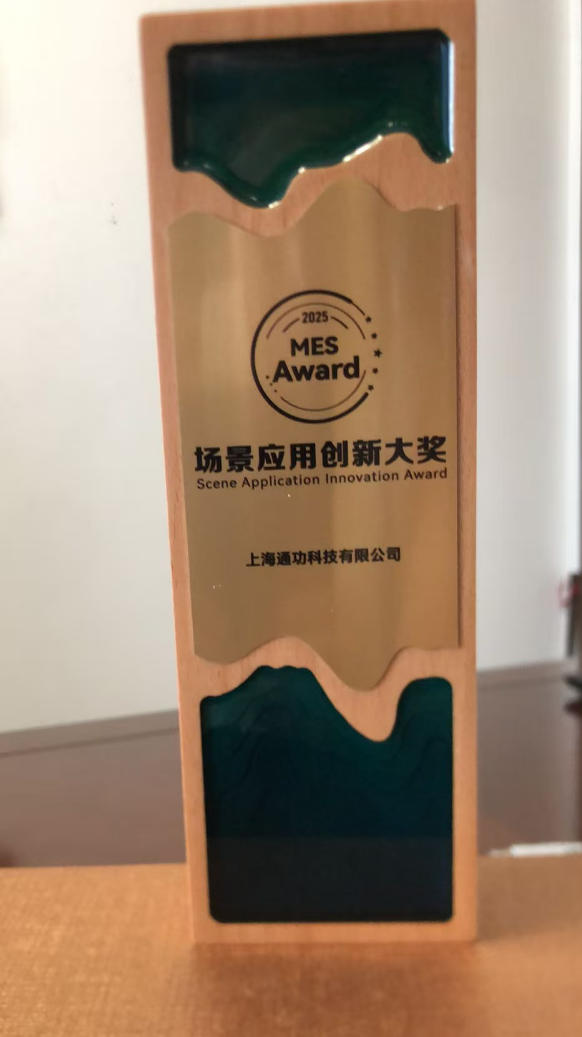 2025
MES
Award
场景应用创新大奖
Scene Application Innovation Award
上海通功科技有限公司